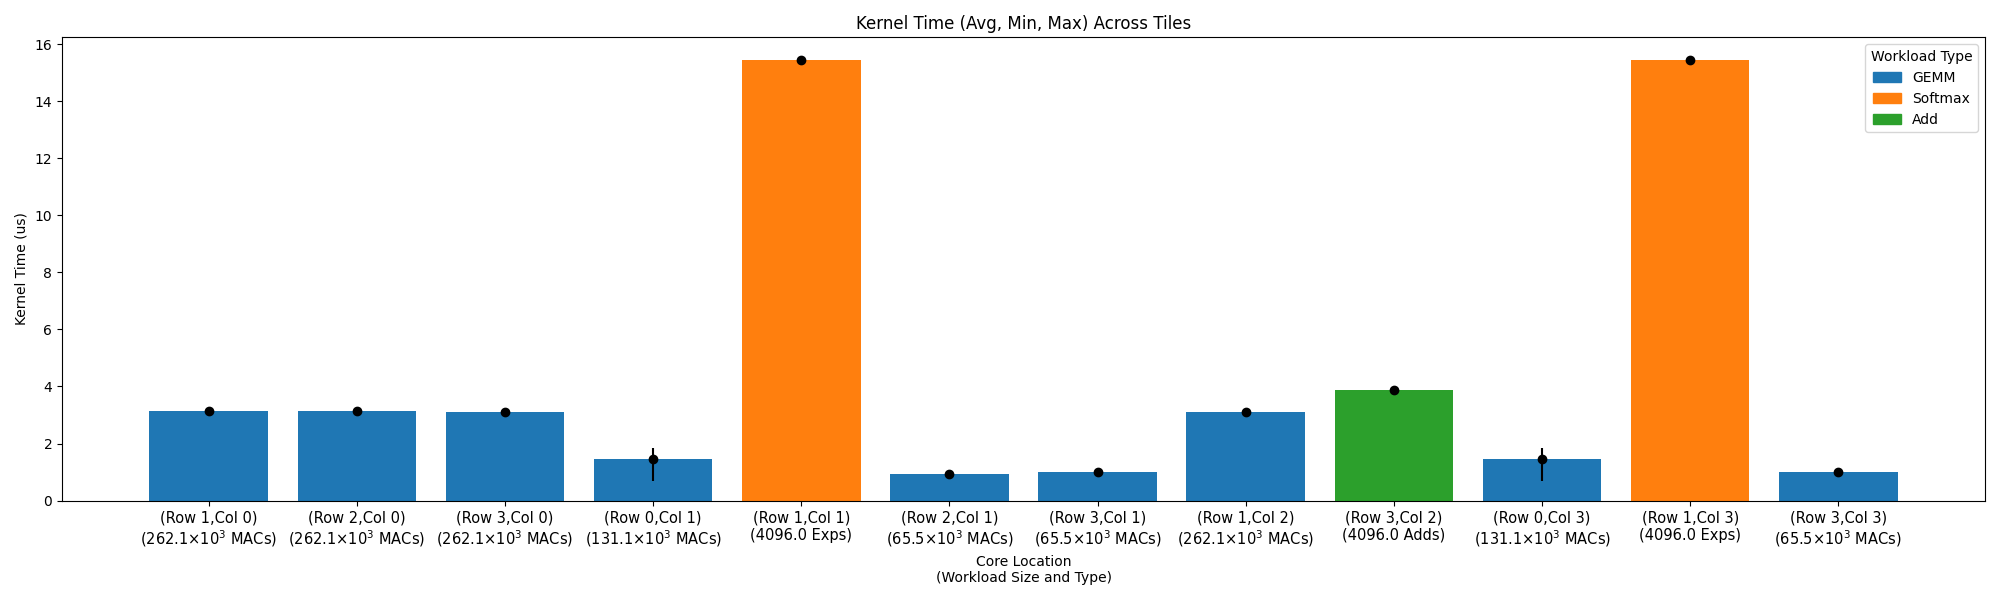 Kernel Time (Avg, Min, Max) Across Tiles
Workload Type
GEMM
Softmax
Add
Kernel Time (us)
16
14
12
10
8
6
4
2
0
(Row 1,Col 0) (Row 2,Col 0) (Row 3,Col 0) (Row 0,Col 1) (Row 1,Col 1) (Row 2,Col 1) (Row 3,Col 1) (Row 1,Col 2) (Row 3,Col 2) (Row 0,Col 3) (Row 1,Col 3) (Row 3,Col 3)
(262.1×10³ MACs) (262.1×10³ MACs) (262.1×10³ MACs) (131.1×10³ MACs) (4096.0 Exps) (65.5×10³ MACs) (65.5×10³ MACs) (262.1×10³ MACs) (4096.0 Adds) (131.1×10³ MACs) (4096.0 Exps) (65.5×10³ MACs)
Core Location
(Workload Size and Type)